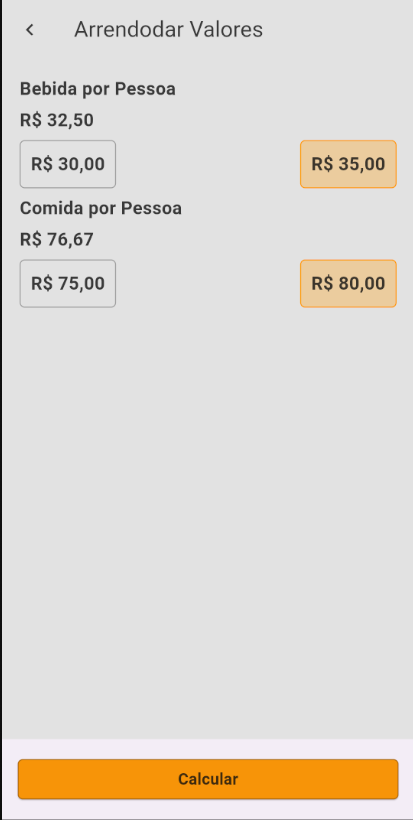 Arrendodar Valores
Bebida por Pessoa
R$ 32,50
R$ 30,00 R$ 35,00
Comida por Pessoa
R$ 76,67
R$ 75,00 R$ 80,00
Calcular